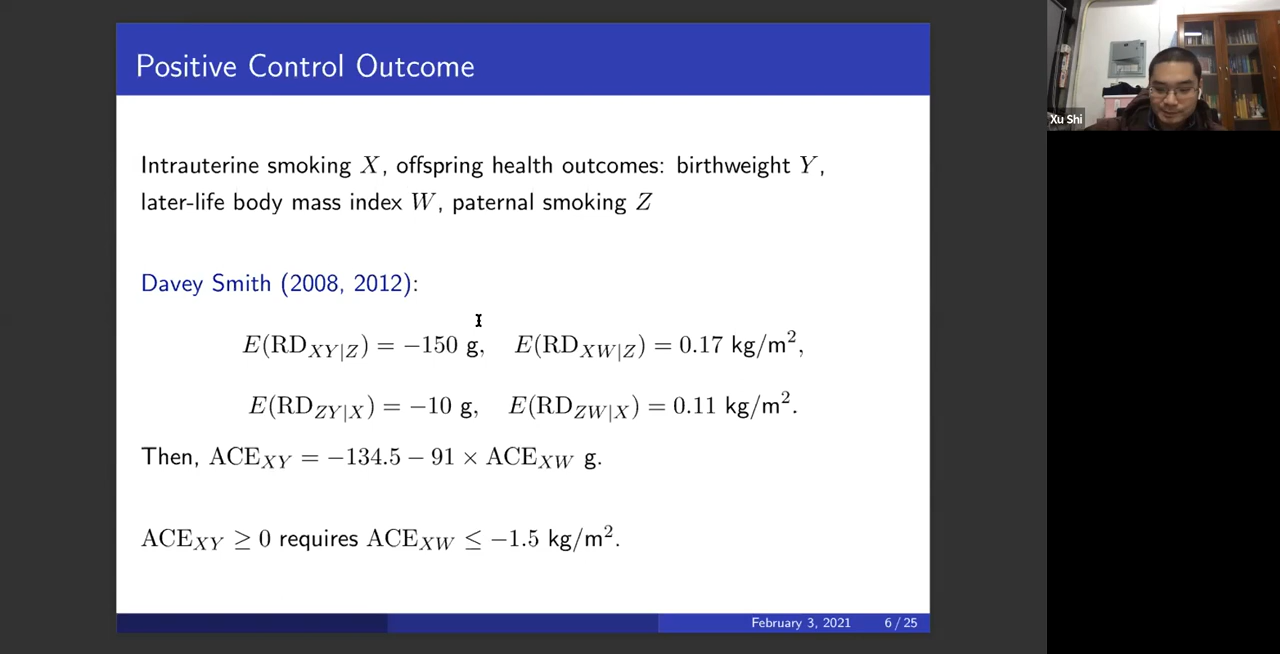 Positive Control Outcome
Intrauterine smoking X, offspring health outcomes: birthweight Y,
later-life body mass index W, paternal smoking Z
Davey Smith (2008, 2012):
E(RD_{XY|Z}) = −150 g, E(RD_{XW|Z}) = 0.17 kg/m²,
E(RD_{ZY|X}) = −10 g, E(RD_{ZW|X}) = 0.11 kg/m².
Then, ACE_{XY} = −134.5 − 91 × ACE_{XW} g.
ACE_{XY} ≥ 0 requires ACE_{XW} ≤ −1.5 kg/m².
February 3, 2021 6 / 25
Xu Shi